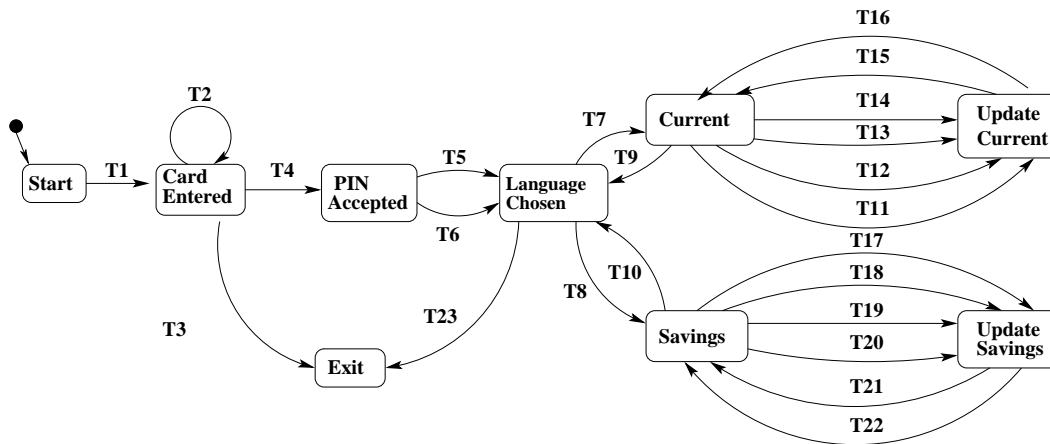 T16
T15
T2
T14
Update
Current
Current
T7
T13
T5
T9
T1
Card
Entered
T4
PIN
Accepted
Language
Chosen
T12
Start
T6
T11
T17
T10
T18
T8
T3
T23
T19
Update
Savings
Savings
T20
Exit
T21
T22